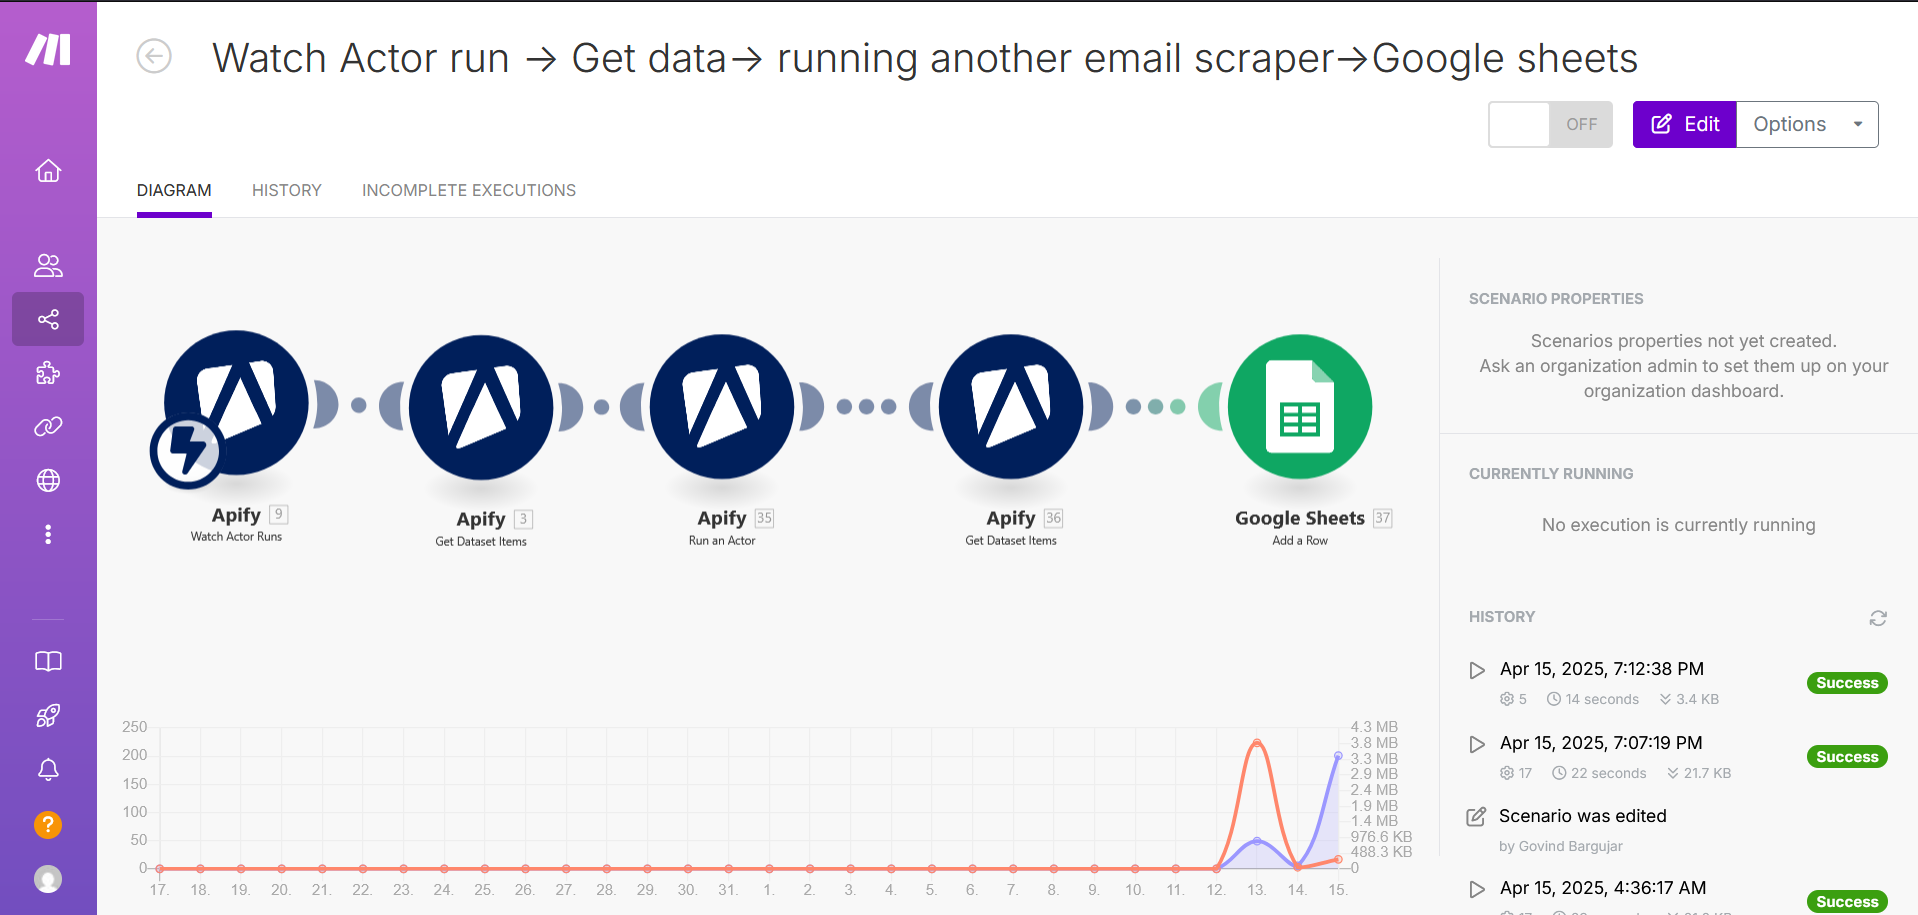 Watch Actor run → Get data→ running another email scraper→Google sheets
OFF
Edit
Options
DIAGRAM
HISTORY
INCOMPLETE EXECUTIONS
Apify 9
Watch Actor Runs
Apify 3
Get Dataset Items
Apify 35
Run an Actor
Apify 36
Get Dataset Items
Google Sheets 37
Add a Row
250
200
150
100
50
0
4.3 MB
3.8 MB
3.3 MB
2.9 MB
2.4 MB
1.9 MB
1.4 MB
976.6 KB
488.3 KB
0
17. 18. 19. 20. 21. 22. 23. 24. 25. 26. 27. 28. 29. 30. 31. 1. 2. 3. 4. 5. 6. 7. 8. 9. 10. 11. 12. 13. 14. 15.
SCENARIO PROPERTIES
Scenarios properties not yet created.
Ask an organization admin to set them up on your
organization dashboard.
CURRENTLY RUNNING
No execution is currently running
HISTORY
Apr 15, 2025, 7:12:38 PM
5 14 seconds 3.4 KB
Success
Apr 15, 2025, 7:07:19 PM
17 22 seconds 21.7 KB
Success
Scenario was edited
by Govind Bargujar
Apr 15, 2025, 4:36:17 AM
Success
?